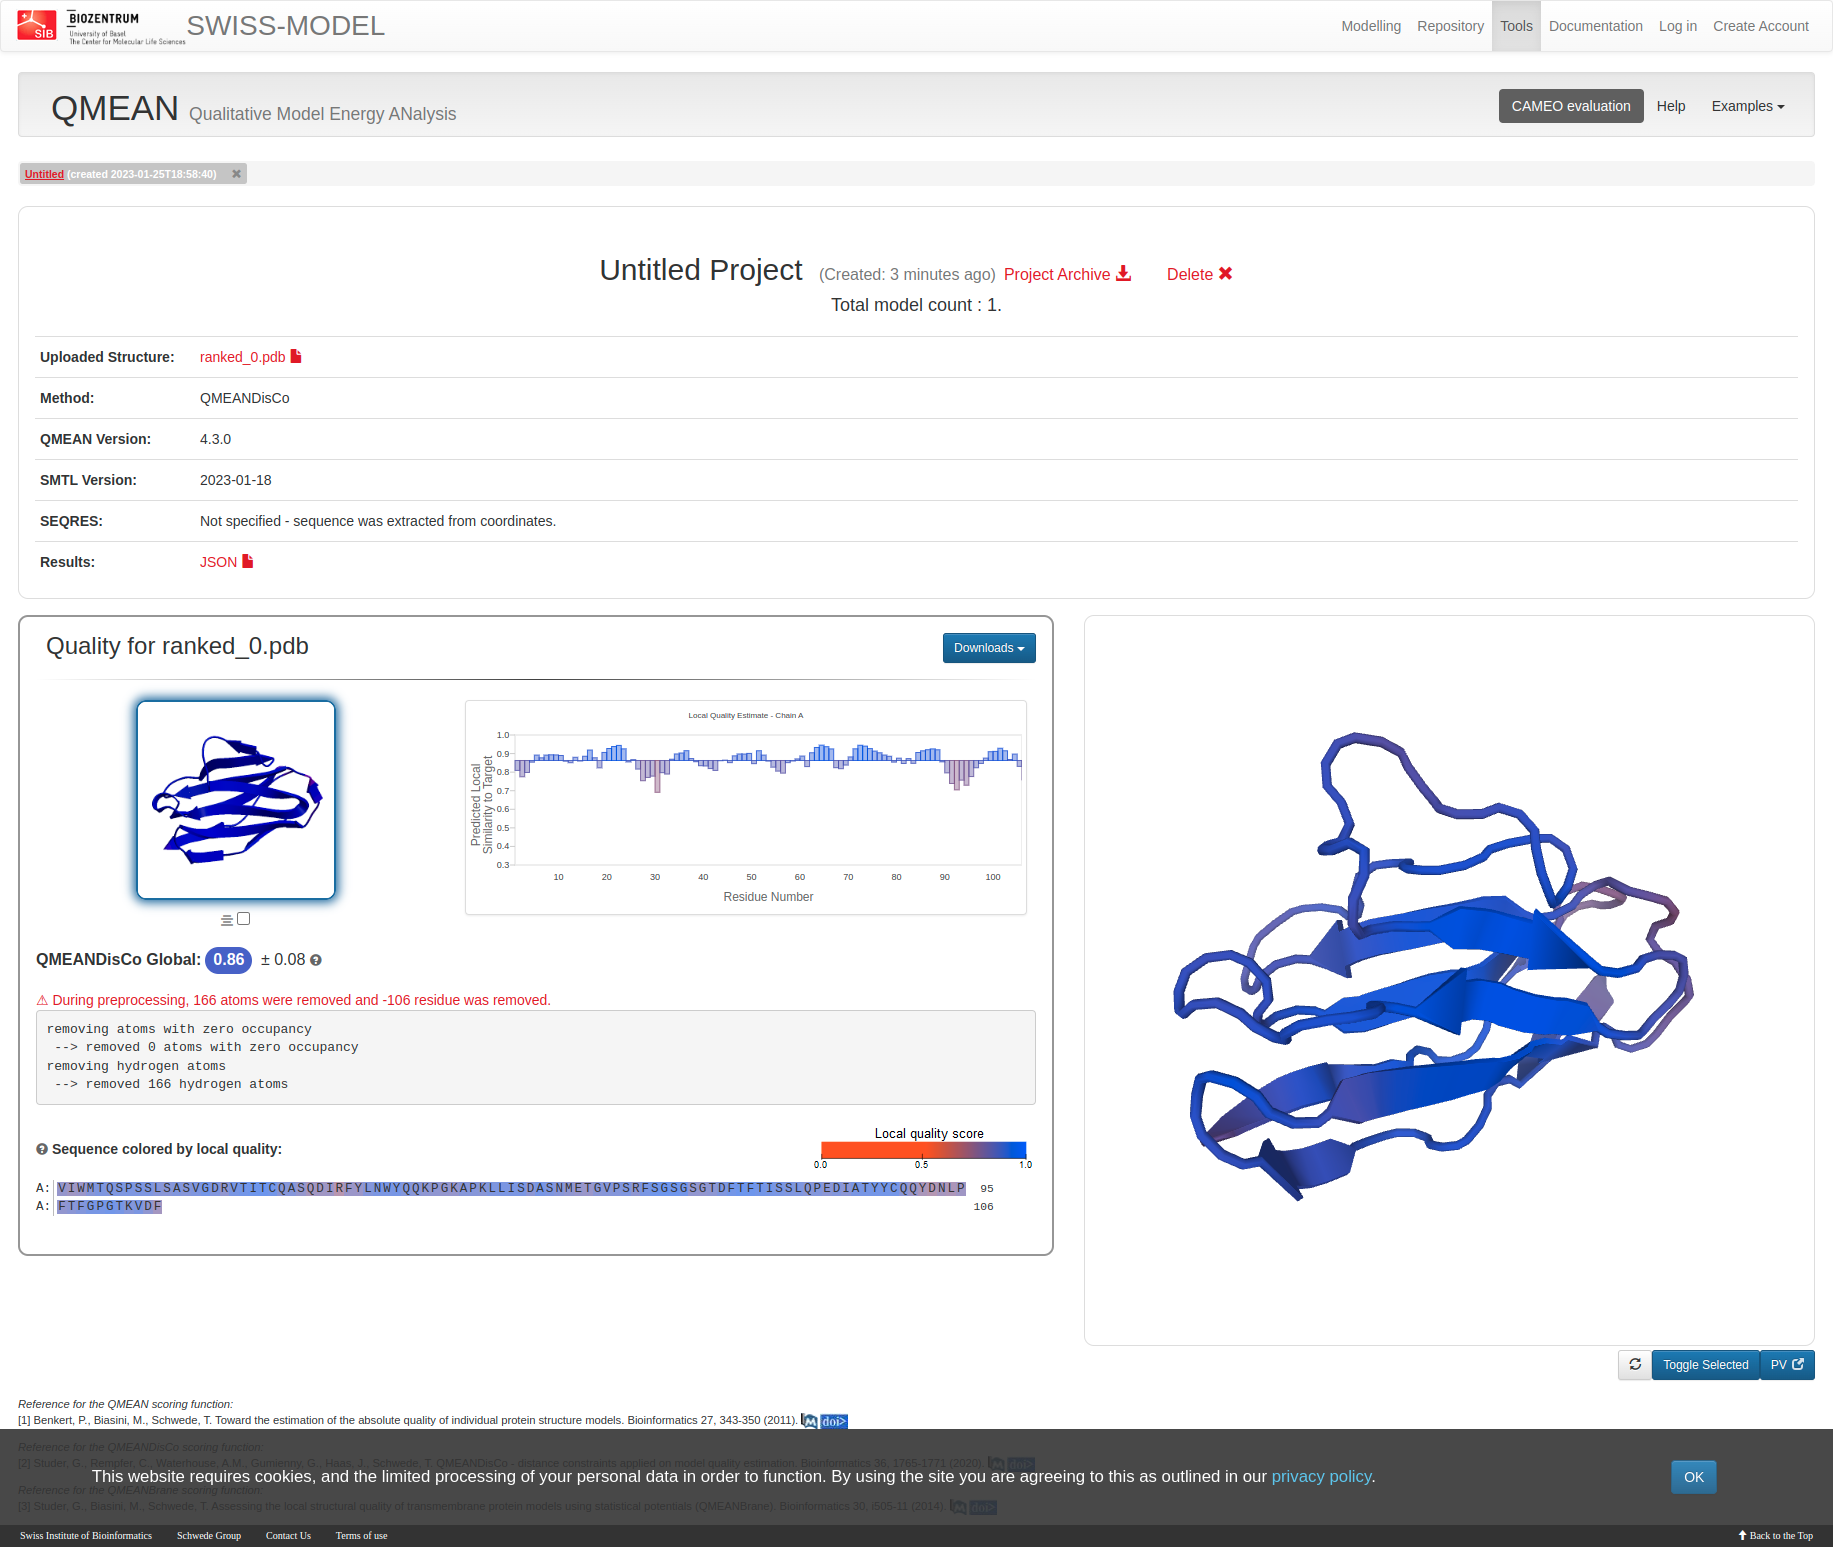 SIB
BIOZENTRUM
University of Basel
The Center for Molecular Life Sciences
SWISS-MODEL
Modelling Repository Tools Documentation Log in Create Account
QMEAN Qualitative Model Energy ANalysis
CAMEO evaluation Help Examples
Untitled (created 2023-01-25T18:58:40) ✖
Untitled Project (Created: 3 minutes ago) Project Archive Delete ✖
Total model count : 1.
Uploaded Structure: ranked_0.pdb
Method: QMEANDisCo
QMEAN Version: 4.3.0
SMTL Version: 2023-01-18
SEQRES: Not specified - sequence was extracted from coordinates.
Results: JSON
Quality for ranked_0.pdb
Downloads
Local Quality Estimate - Chain A
Predicted Local
Similarity to Target
1.0
0.9
0.8
0.7
0.6
0.5
0.4
0.3
10 20 30 40 50 60 70 80 90 100
Residue Number
QMEANDisCo Global: 0.86 ± 0.08
⚠ During preprocessing, 166 atoms were removed and -106 residue was removed.
removing atoms with zero occupancy
--> removed 0 atoms with zero occupancy
removing hydrogen atoms
--> removed 166 hydrogen atoms
Sequence colored by local quality:
Local quality score
0.0 0.5 1.0
A: VIWMTQSPSSLSASVGDRVTITCQASQDIRFYLNWYQQKPGKAPKLLISDASNMETGVPSRFSGSGSGTDFTFTISSLQPEDIATYYCQQYDNLP 95
A: FTFGPGTKVDF 106
Toggle Selected PV
Reference for the QMEAN scoring function:
[1] Benkert, P., Biasini, M., Schwede, T. Toward the estimation of the absolute quality of individual protein structure models. Bioinformatics 27, 343-350 (2011). M doi>
Reference for the QMEANDisCo scoring function:
[2] Studer, G., Rempfer, C., Waterhouse, A.M., Gumienny, G., Haas, J., Schwede, T. QMEANDisCo - distance constraints applied on model quality estimation. Bioinformatics 36, 1765-1771 (2020). M doi>
This website requires cookies, and the limited processing of your personal data in order to function. By using the site you are agreeing to this as outlined in our privacy policy.
OK
Reference for the QMEANBrane scoring function:
[3] Studer, G., Biasini, M., Schwede, T. Assessing the local structural quality of transmembrane protein models using statistical potentials (QMEANBrane). Bioinformatics 30, i505-11 (2014). M doi>
Swiss Institute of Bioinformatics Schwede Group Contact Us Terms of use
Back to the Top